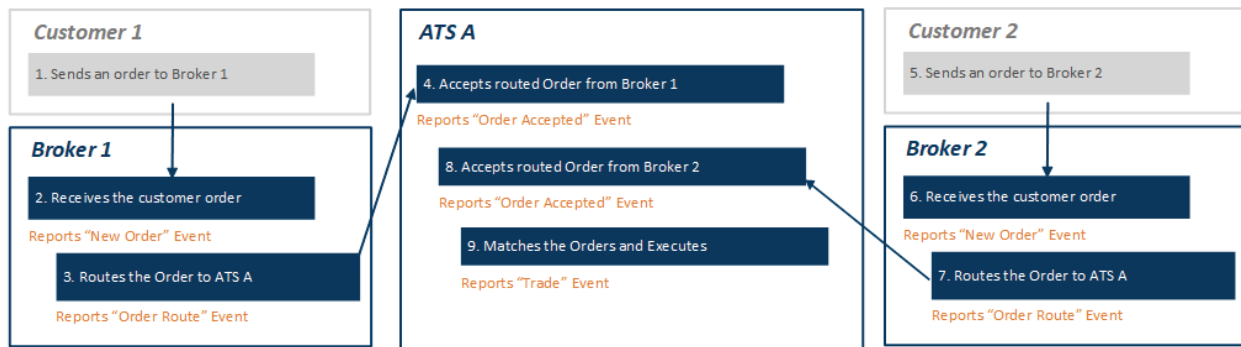 Customer 1
1. Sends an order to Broker 1
Broker 1
2. Receives the customer order
Reports "New Order" Event
3. Routes the Order to ATS A
Reports "Order Route" Event
ATS A
4. Accepts routed Order from Broker 1
Reports "Order Accepted" Event
8. Accepts routed Order from Broker 2
Reports "Order Accepted" Event
9. Matches the Orders and Executes
Reports "Trade" Event
Customer 2
5. Sends an order to Broker 2
Broker 2
6. Receives the customer order
Reports "New Order" Event
7. Routes the Order to ATS A
Reports "Order Route" Event